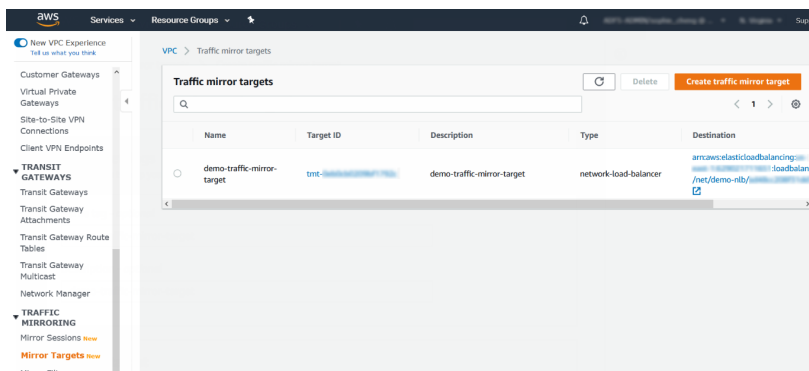 aws
Services
Resource Groups
Sup
New VPC Experience
Tell us what you think
Customer Gateways
Virtual Private
Gateways
Site-to-Site VPN
Connections
Client VPN Endpoints
TRANSIT
GATEWAYS
Transit Gateways
Transit Gateway
Attachments
Transit Gateway Route
Tables
Transit Gateway
Multicast
Network Manager
TRAFFIC
MIRRORING
Mirror Sessions New
Mirror Targets New
VPC > Traffic mirror targets
Traffic mirror targets
Delete
Create traffic mirror target
< 1 >
Name Target ID Description Type Destination
demo-traffic-mirror-
target
tmt-
demo-traffic-mirror-target
network-load-balancer
arn:aws:elasticloadbalancing:
:loadbalan
/net/demo-nlb/